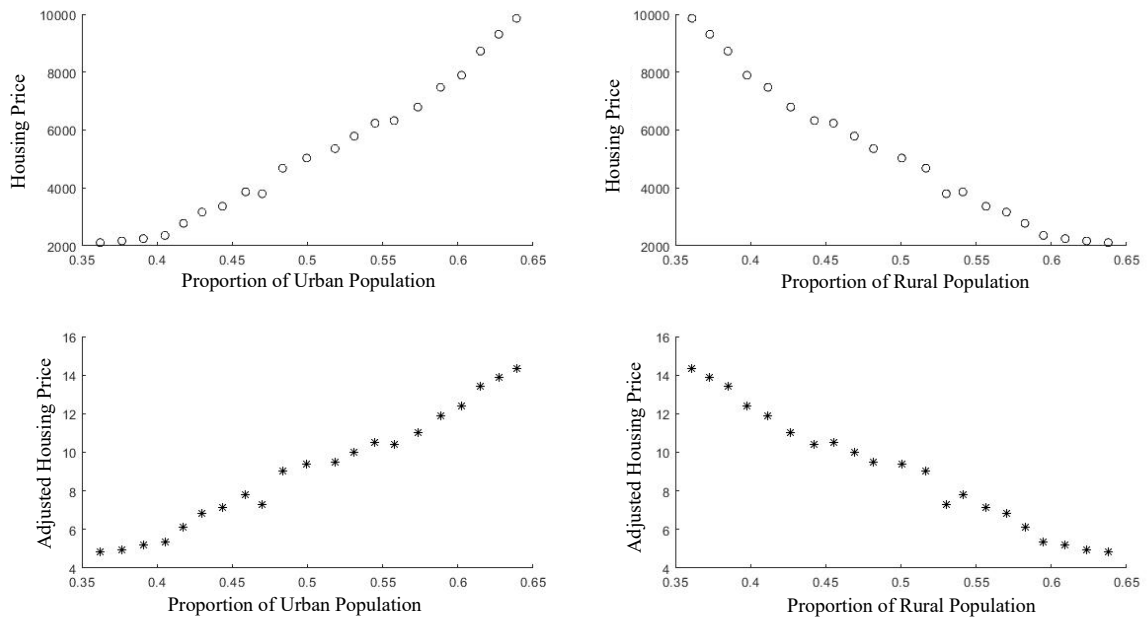 Housing Price
10000
8000
6000
4000
2000
0.35 0.4 0.45 0.5 0.55 0.6 0.65
Proportion of Urban Population
Housing Price
10000
8000
6000
4000
2000
0.35 0.4 0.45 0.5 0.55 0.6 0.65
Proportion of Rural Population
Adjusted Housing Price
16
14
12
10
8
6
4
0.35 0.4 0.45 0.5 0.55 0.6 0.65
Proportion of Urban Population
Adjusted Housing Price
16
14
12
10
8
6
4
0.35 0.4 0.45 0.5 0.55 0.6 0.65
Proportion of Rural Population